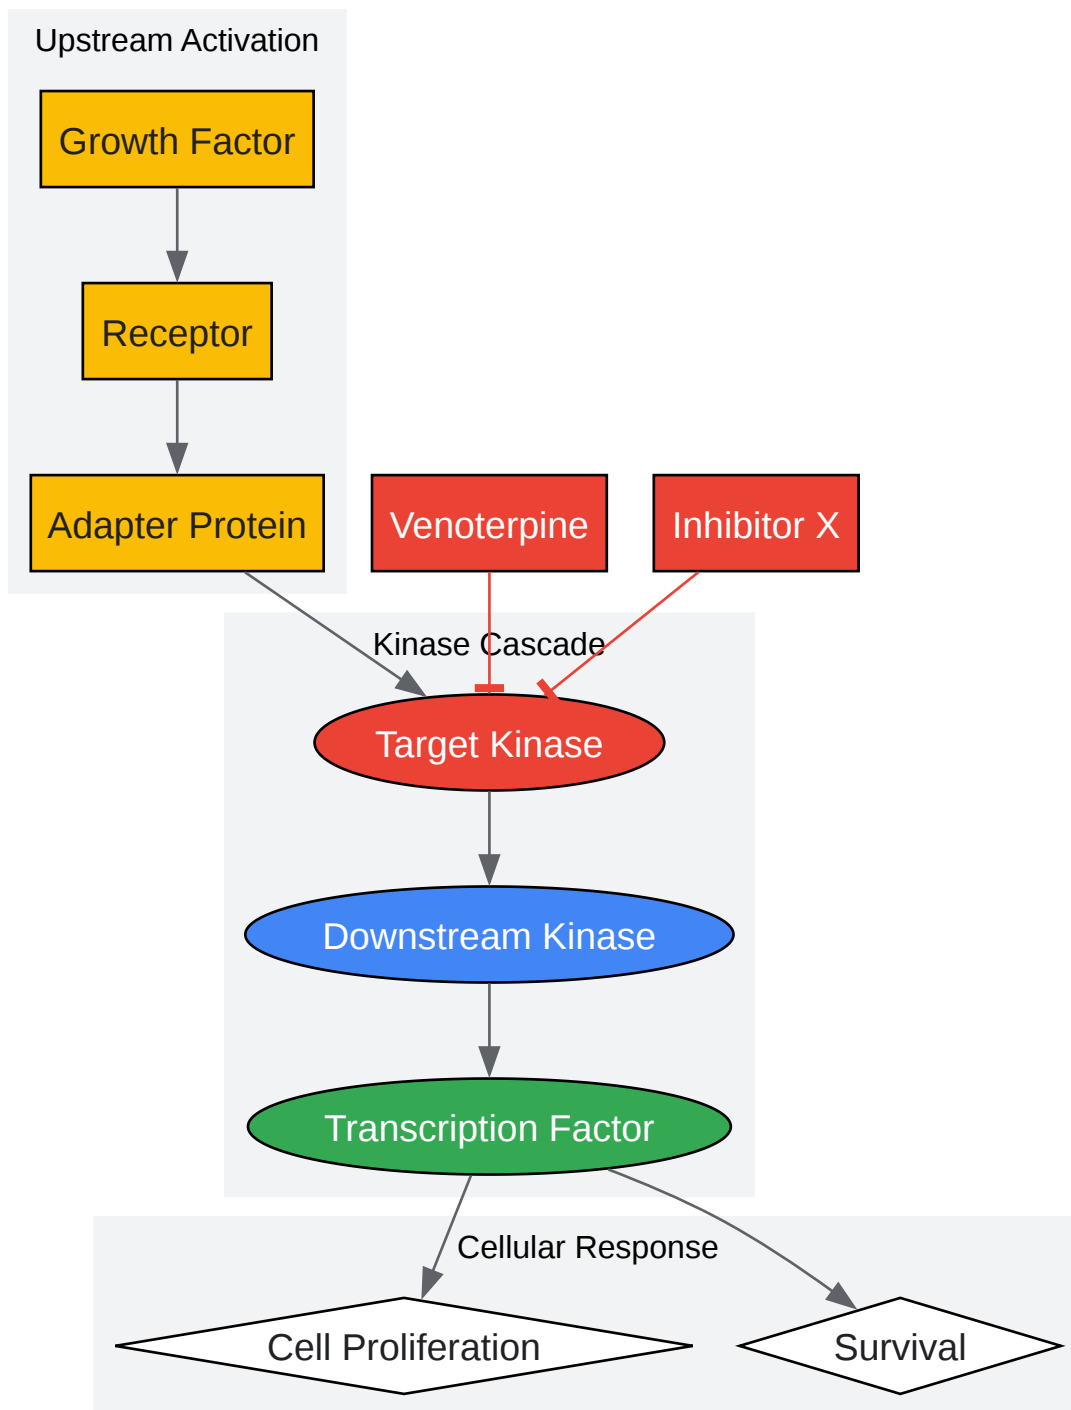 Upstream Activation
Growth Factor
Receptor
Adapter Protein
Venoterpine
Inhibitor X
Kinase Cascade
Target Kinase
Downstream Kinase
Transcription Factor
Cellular Response
Cell Proliferation
Survival